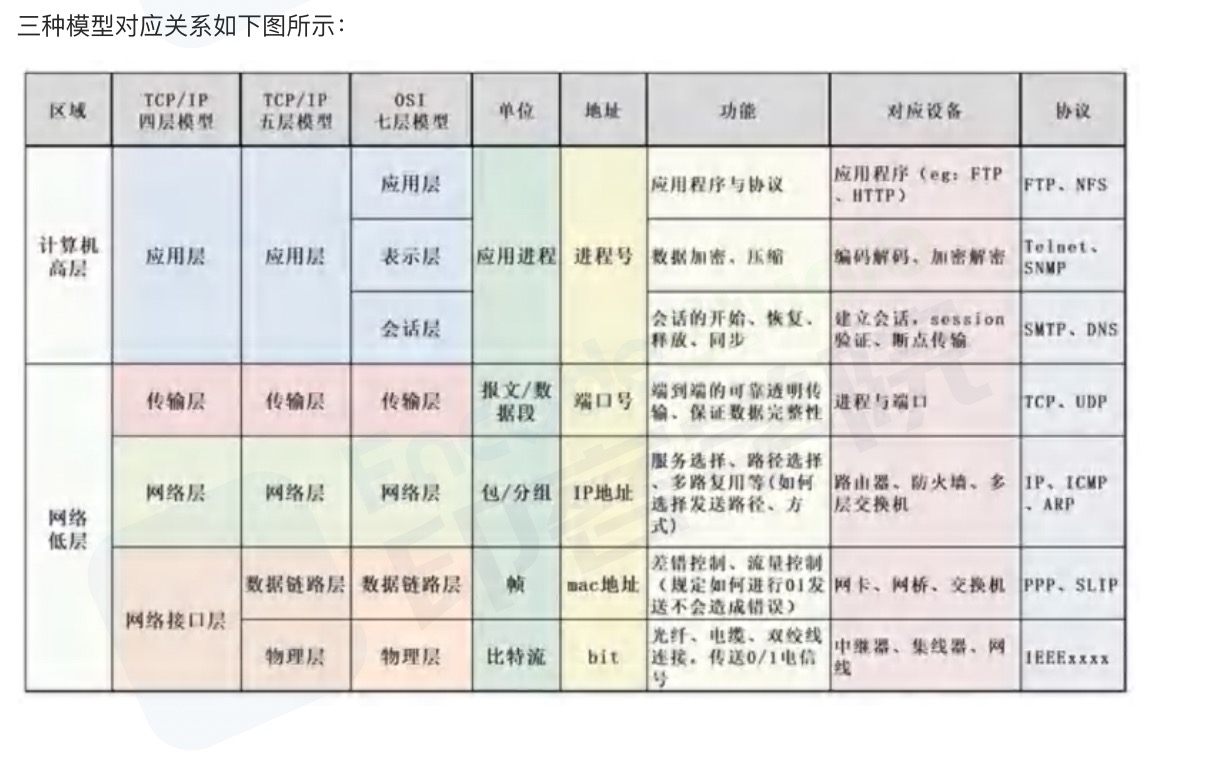 三种模型对应关系如下图所示：
区域
TCP/IP
四层模型
TCP/IP
五层模型
OSI
七层模型
单位
地址
功能
对应设备
协议
计算机
高层
应用层
应用层
应用层
应用进程
进程号
应用程序与协议
应用程序（eg：FTP
、HTTP）
FTP、NFS
表示层
数据加密、压缩
编码解码、加密解密
Telnet、
SNMP
会话层
会话的开始、恢复、
释放、同步
建立会话，session
验证、断点传输
SMTP、DNS
网络
低层
传输层
传输层
传输层
报文/数
据段
端口号
端到端的可靠透明传
输、保证数据完整性
进程与端口
TCP、UDP
网络层
网络层
网络层
包/分组
IP地址
服务选择、路径选择
、多路复用等(如何
选择发送路径、方
式)
路由器、防火墙、多
层交换机
IP、ICMP
、ARP
网络接口层
数据链路层
数据链路层
帧
mac地址
差错控制、流量控制
（规定如何进行01发
送不会造成错误）
网卡、网桥、交换机
PPP、SLIP
物理层
物理层
比特流
bit
光纤、电缆、双绞线
连接。传送0/1电信
号
中继器、集线器、网
线
IEEExxxx